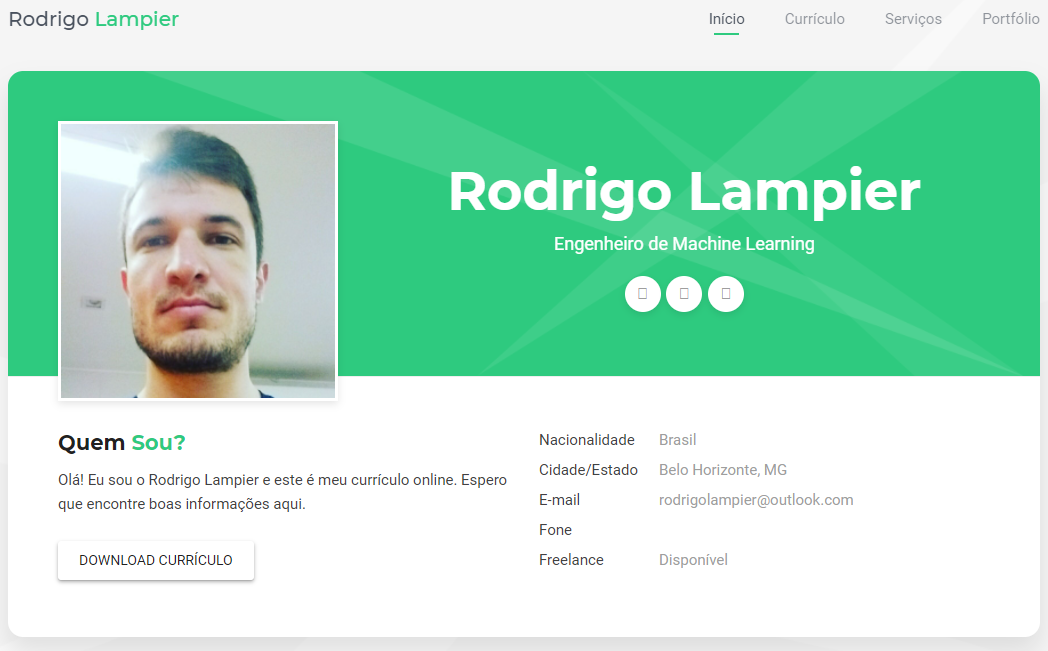 Rodrigo Lampier
Início
Currículo
Serviços
Portfólio
Rodrigo Lampier
Engenheiro de Machine Learning
Quem Sou?
Olá! Eu sou o Rodrigo Lampier e este é meu currículo online. Espero
que encontre boas informações aqui.
DOWNLOAD CURRÍCULO
Nacionalidade Brasil
Cidade/Estado Belo Horizonte, MG
E-mail rodrigolampier@outlook.com
Fone
Freelance Disponível